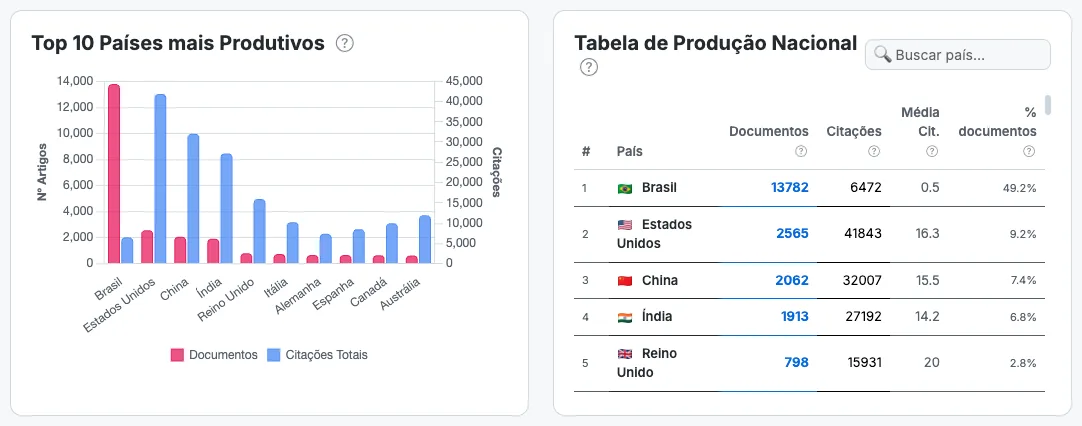 Top 10 Países mais Produtivos ?
14,000
12,000
10,000
8,000
6,000
4,000
2,000
0
Nº Artigos
45,000
40,000
35,000
30,000
25,000
20,000
15,000
10,000
5,000
0
Citações
Brasil
Estados Unidos
China
Índia
Reino Unido
Itália
Alemanha
Espanha
Canadá
Austrália
Documentos Citações Totais
Tabela de Produção Nacional
?
Buscar país...
# País Documentos ? Citações ? Média Cit. ? % documentos ?
1 Brasil 13782 6472 0.5 49.2%
2 Estados Unidos 2565 41843 16.3 9.2%
3 China 2062 32007 15.5 7.4%
4 Índia 1913 27192 14.2 6.8%
5 Reino Unido 798 15931 20 2.8%